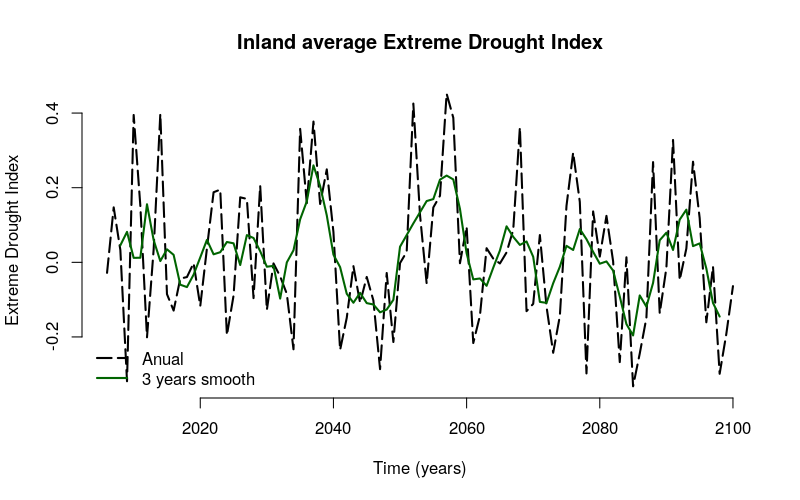 Inland average Extreme Drought Index
Extreme Drought Index
0.4
0.2
0.0
-0.2
Anual
3 years smooth
2020 2040 2060 2080 2100
Time (years)